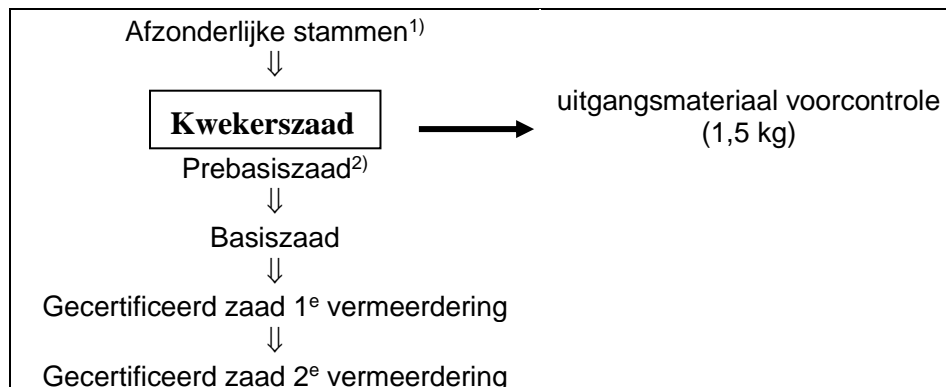 Afzonderlijke stammen¹⁾
⇓
Kwekerszaad
uitgangsmateriaal voorcontrole
(1,5 kg)
Prebasiszaad²⁾
⇓
Basiszaad
⇓
Gecertificeerd zaad 1ᵉ vermeerdering
⇓
Gecertificeerd zaad 2ᵉ vermeerdering